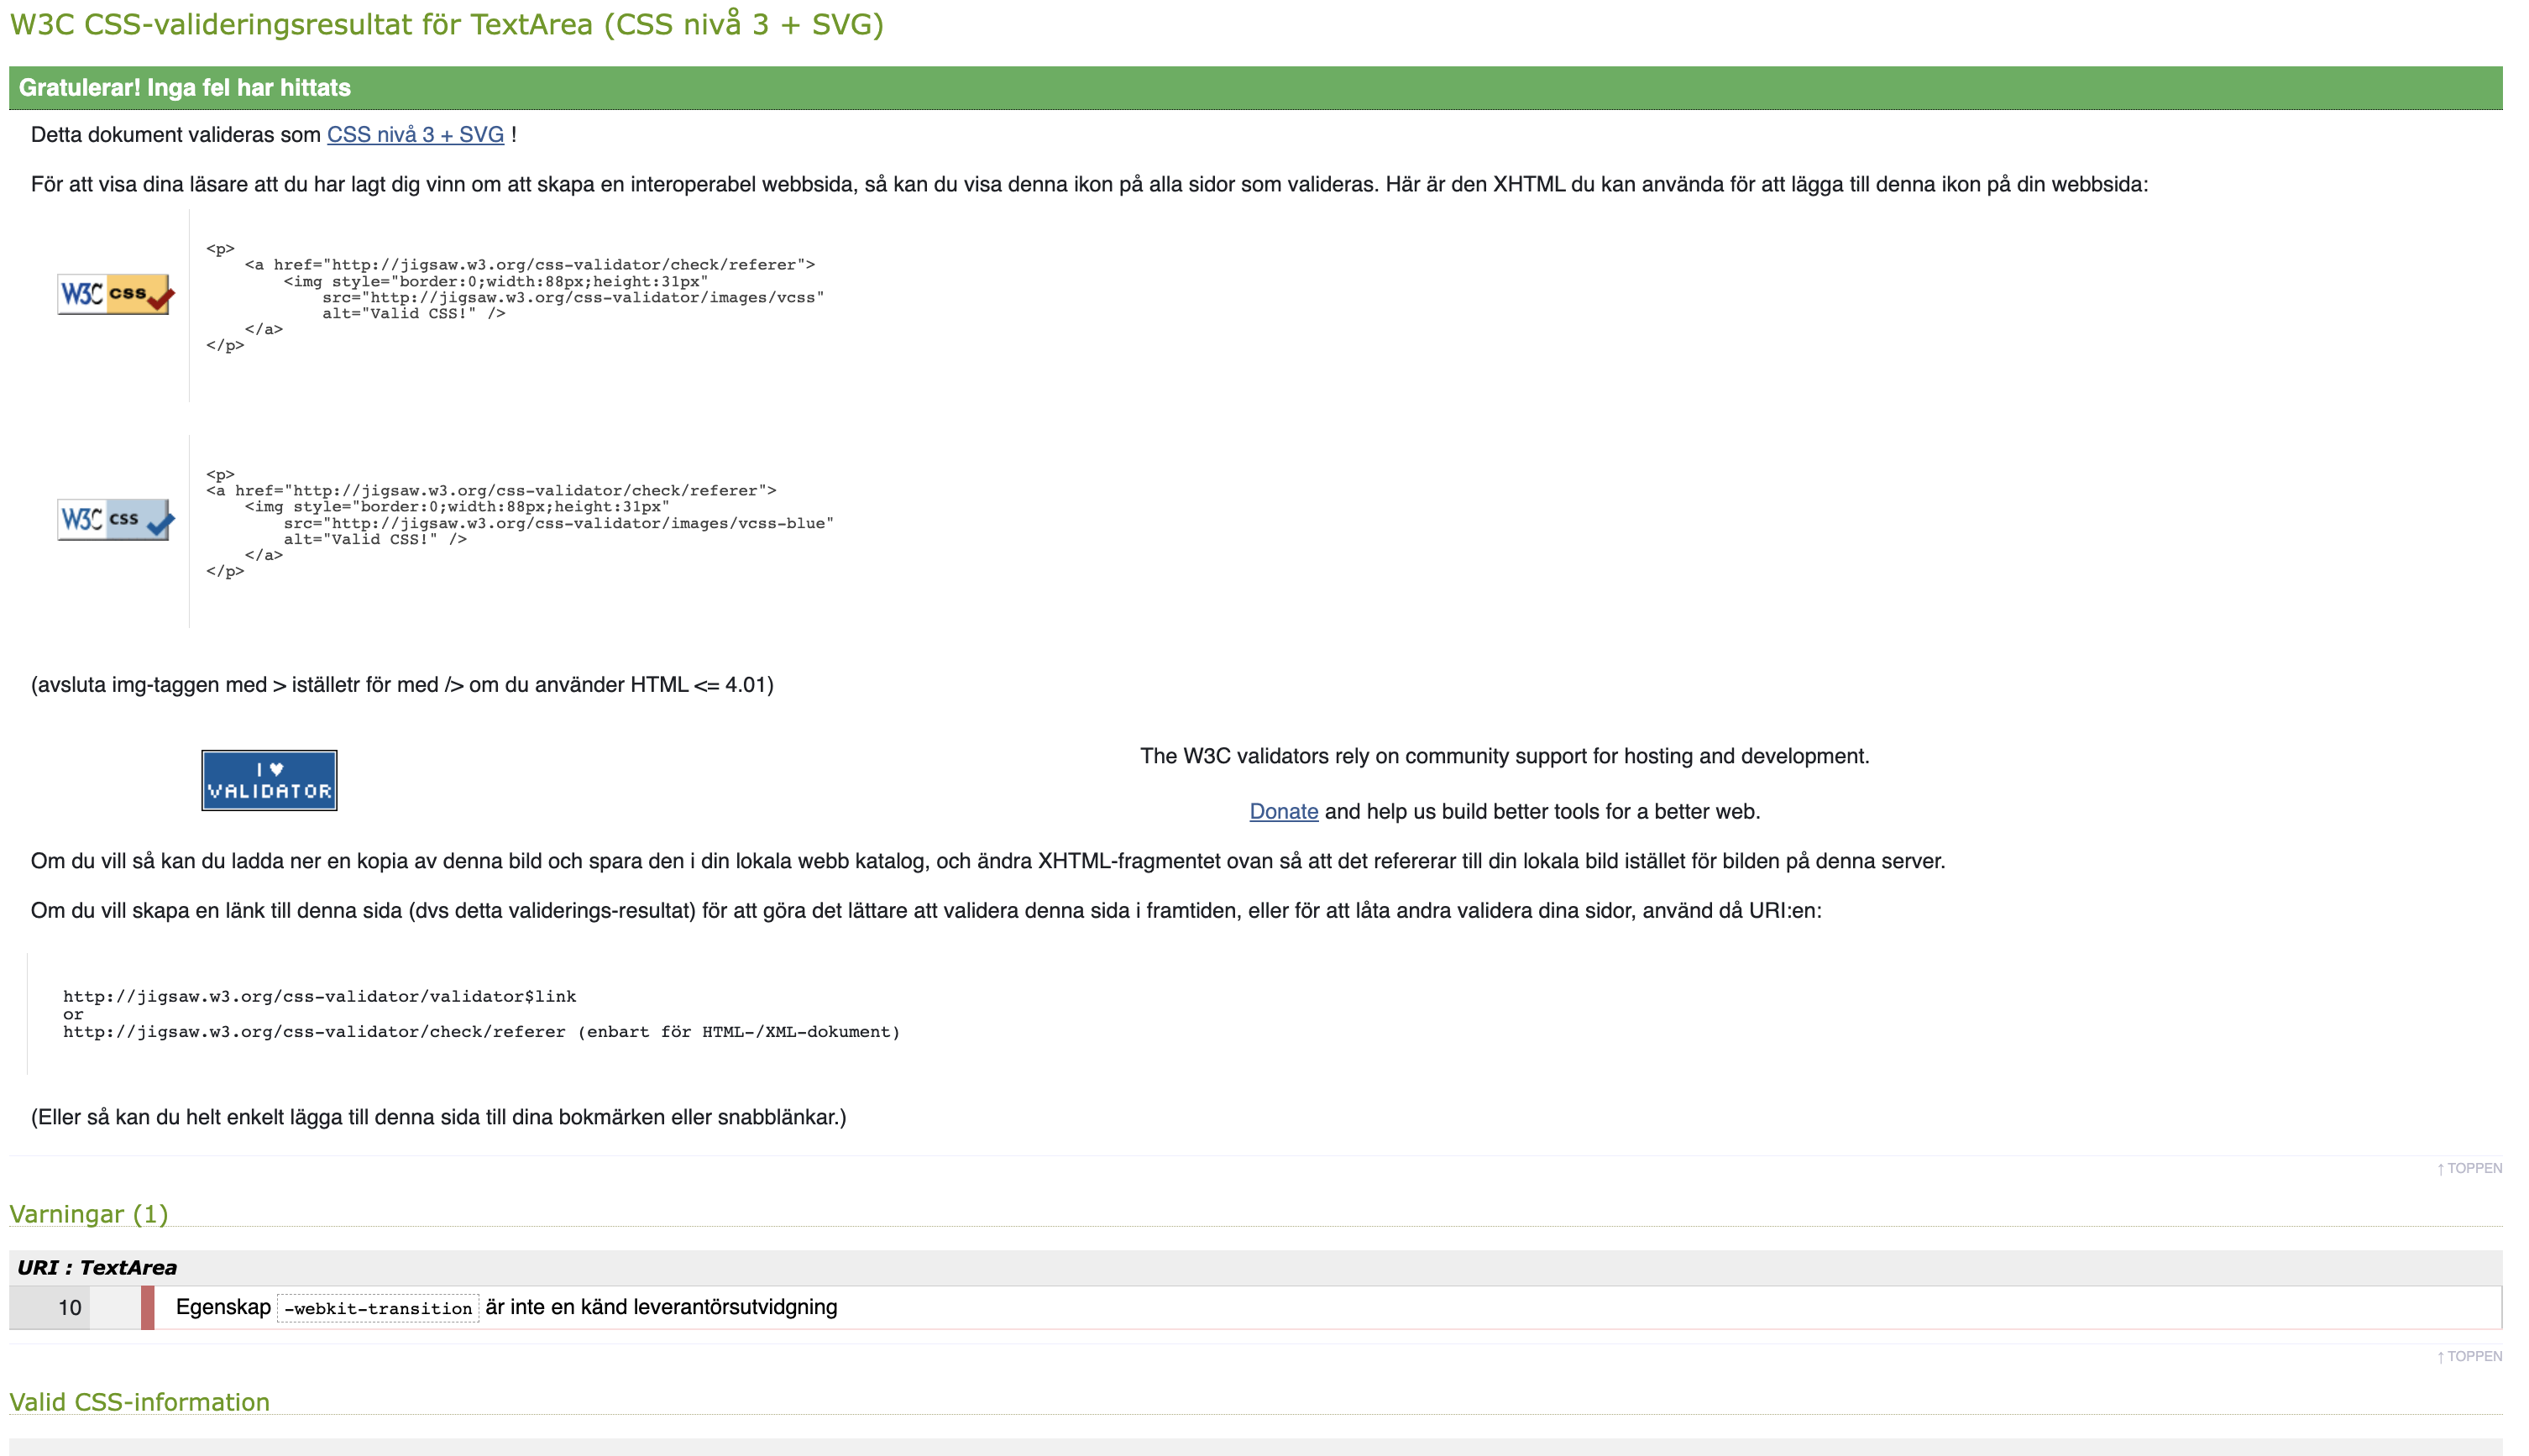 W3C CSS-valideringsresultat för TextArea (CSS nivå 3 + SVG)
Gratulerar! Inga fel har hittats
Detta dokument valideras som CSS nivå 3 + SVG !
För att visa dina läsare att du har lagt dig vinn om att skapa en interoperabel webbsida, så kan du visa denna ikon på alla sidor som valideras. Här är den XHTML du kan använda för att lägga till denna ikon på din webbsida:
W3C css
<p>
<a href="http://jigsaw.w3.org/css-validator/check/referer">
<img style="border:0;width:88px;height:31px"
src="http://jigsaw.w3.org/css-validator/images/vcss"
alt="Valid CSS!" />
</a>
</p>
W3C css
<p>
<a href="http://jigsaw.w3.org/css-validator/check/referer">
<img style="border:0;width:88px;height:31px"
src="http://jigsaw.w3.org/css-validator/images/vcss-blue"
alt="Valid CSS!" />
</a>
</p>
(avsluta img-taggen med > iställetr för med /> om du använder HTML <= 4.01)
I ♥
VALIDATOR
The W3C validators rely on community support for hosting and development.
Donate and help us build better tools for a better web.
Om du vill så kan du ladda ner en kopia av denna bild och spara den i din lokala webb katalog, och ändra XHTML-fragmentet ovan så att det refererar till din lokala bild istället för bilden på denna server.
Om du vill skapa en länk till denna sida (dvs detta validerings-resultat) för att göra det lättare att validera denna sida i framtiden, eller för att låta andra validera dina sidor, använd då URI:en:
http://jigsaw.w3.org/css-validator/validator$link
or
http://jigsaw.w3.org/css-validator/check/referer (enbart för HTML-/XML-dokument)
(Eller så kan du helt enkelt lägga till denna sida till dina bokmärken eller snabblänkar.)
↑ TOPPEN
Varningar (1)
URI : TextArea
10 Egenskap -webkit-transition är inte en känd leverantörsutvidgning
↑ TOPPEN
Valid CSS-information